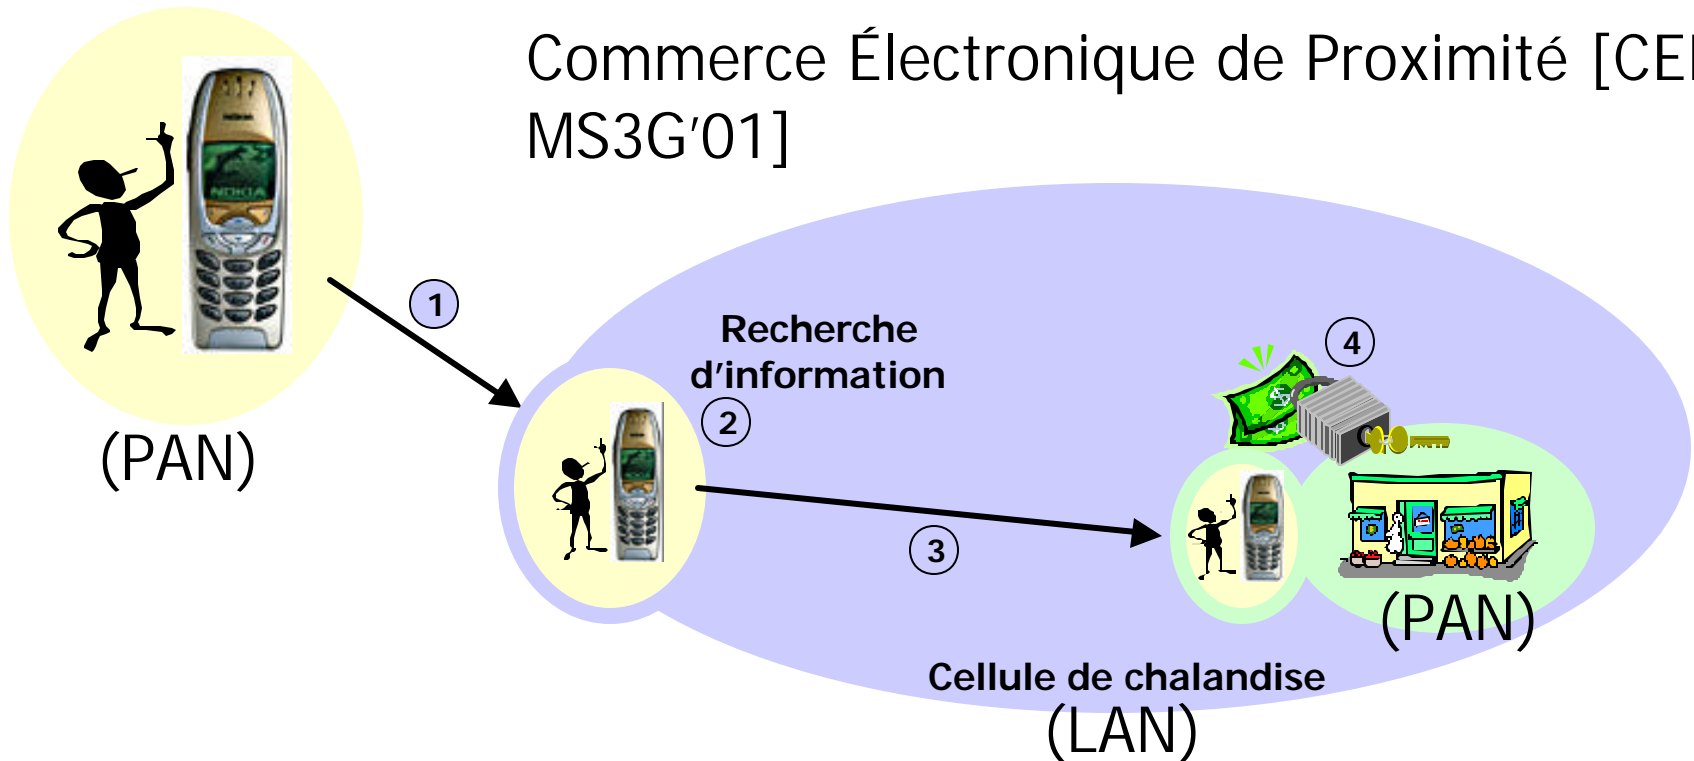 Commerce Électronique de Proximité [CE
MS3G'01]
NOKIA
1
Recherche
d'information
2
4
(PAN)
3
(PAN)
Cellule de chalandise
(LAN)